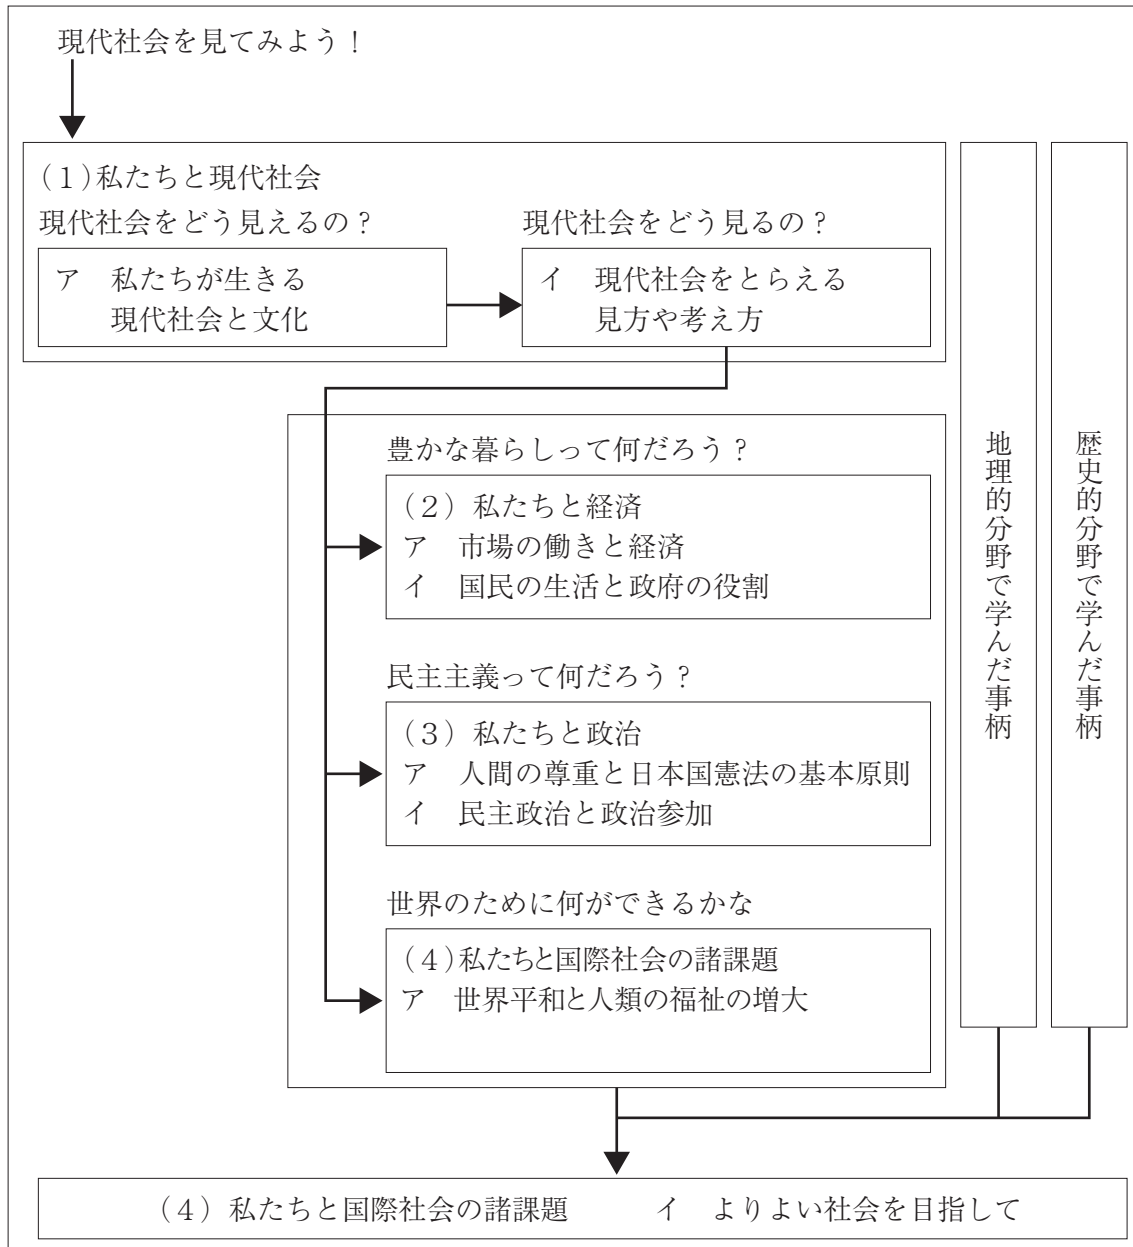 現代社会を見てみよう！
(１)私たちと現代社会
現代社会をどう見えるの？
ア　私たちが生きる
現代社会と文化
現代社会をどう見るの？
イ　現代社会をとらえる
見方や考え方
豊かな暮らしって何だろう？
(２) 私たちと経済
ア　市場の働きと経済
イ　国民の生活と政府の役割
民主主義って何だろう？
(３) 私たちと政治
ア　人間の尊重と日本国憲法の基本原則
イ　民主政治と政治参加
世界のために何ができるかな
(４)私たちと国際社会の諸課題
ア　世界平和と人類の福祉の増大
地理的分野で学んだ事柄
歴史的分野で学んだ事柄
(４) 私たちと国際社会の諸課題　　イ　よりよい社会を目指して